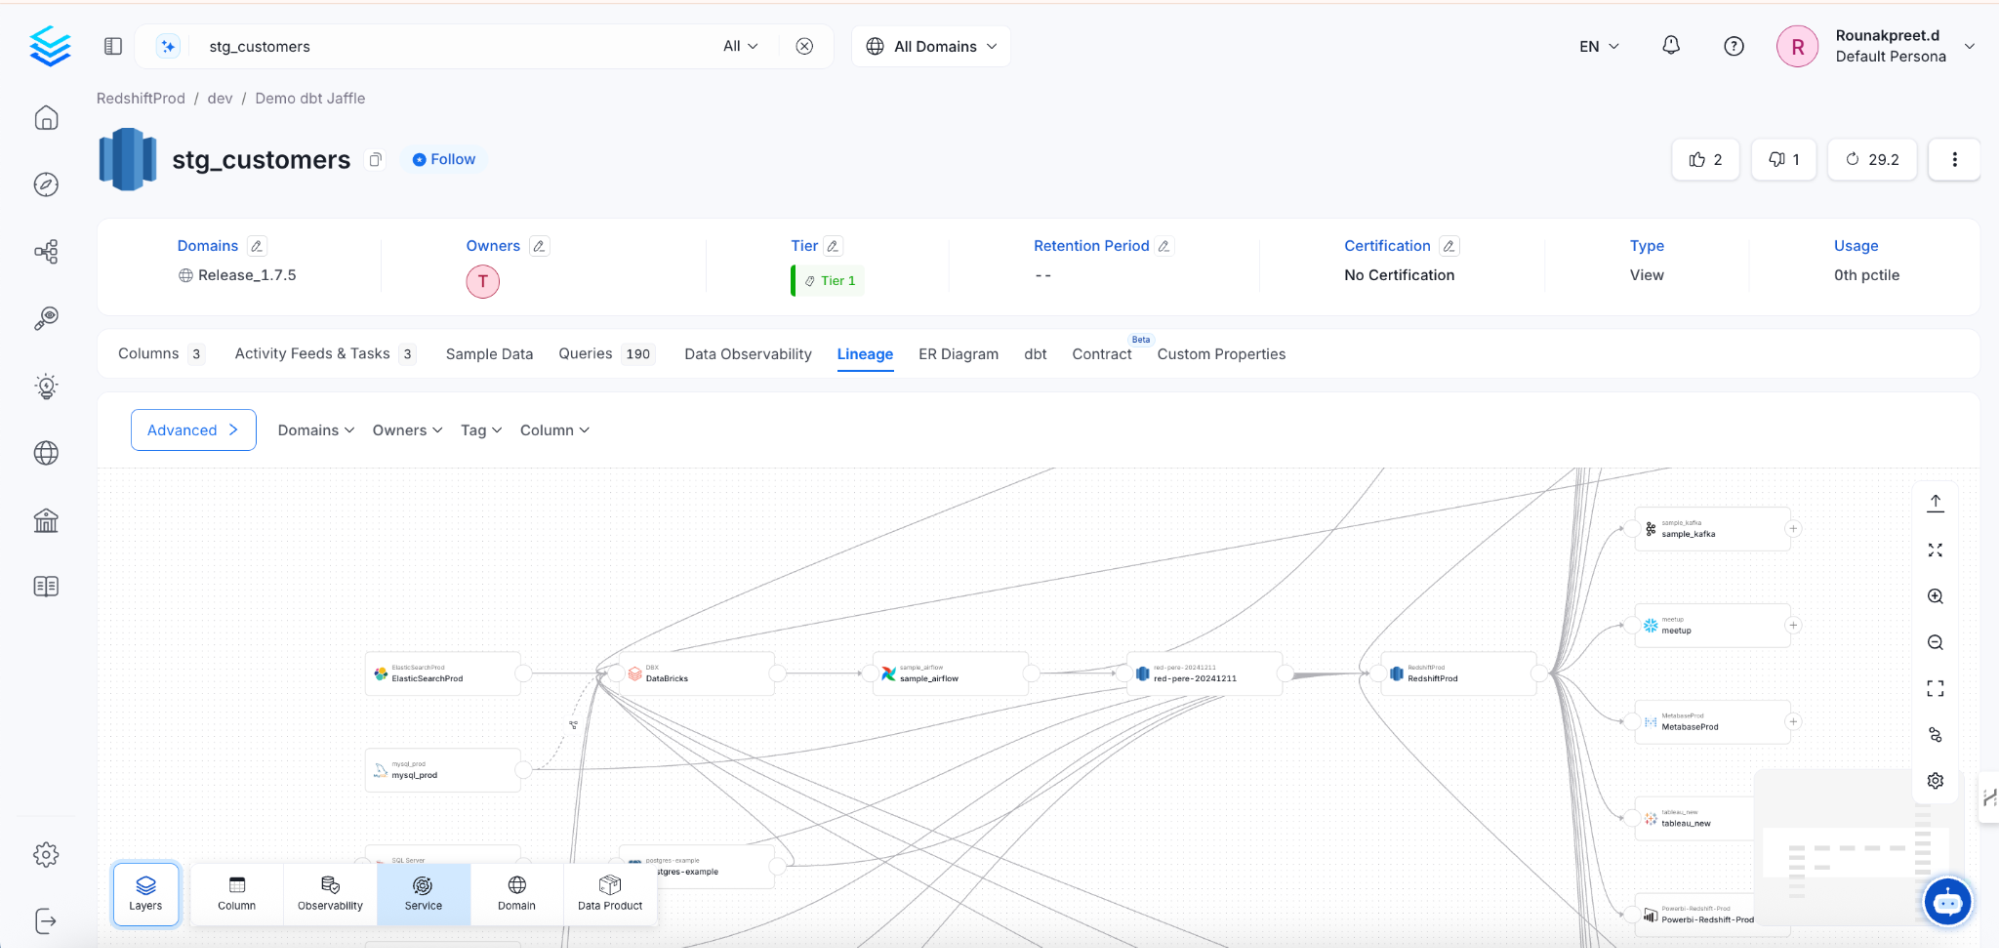 stg_customers
All
All Domains
EN
R
Rounakpreet.d
Default Persona
RedshiftProd / dev / Demo dbt Jaffle
stg_customers
Follow
2
1
29.2
Domains
Owners
Tier
Retention Period
Certification
Type
Usage
Release_1.7.5
T
Tier 1
--
No Certification
View
0th pctile
Columns 3
Activity Feeds & Tasks 3
Sample Data
Queries 190
Data Observability
Lineage
ER Diagram
dbt
Contract
Beta
Custom Properties
Advanced
Domains
Owners
Tag
Column
sample_kafka
sample_kafka
meetup
meetup
ElasticSearchProd
ElasticSearchProd
DBX
DataBricks
sample_airflow
sample_airflow
red-pere-20241211
red-pere-20241211
RedshiftProd
RedshiftProd
MetabaseProd
MetabaseProd
mysql_prod
mysql_prod
tableau_new
tableau_new
SQL Server
postgres-example
stgres-example
Powerbi-Redshift-Prod
Powerbi-Redshift-Prod
Layers
Column
Observability
Service
Domain
Data Product